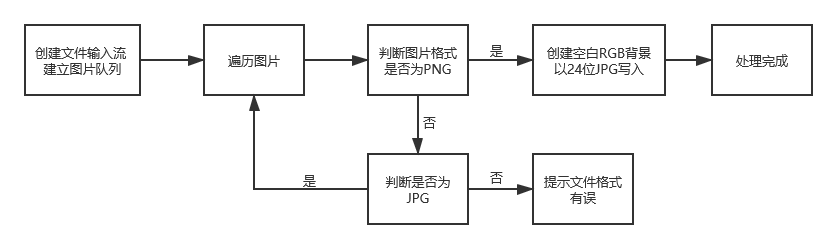 创建文件输入流
建立图片队列
遍历图片
判断图片格式
是否为PNG
是
创建空白RGB背景
以24位JPG写入
处理完成
否
是
判断是否为
JPG
否
提示文件格式
有误